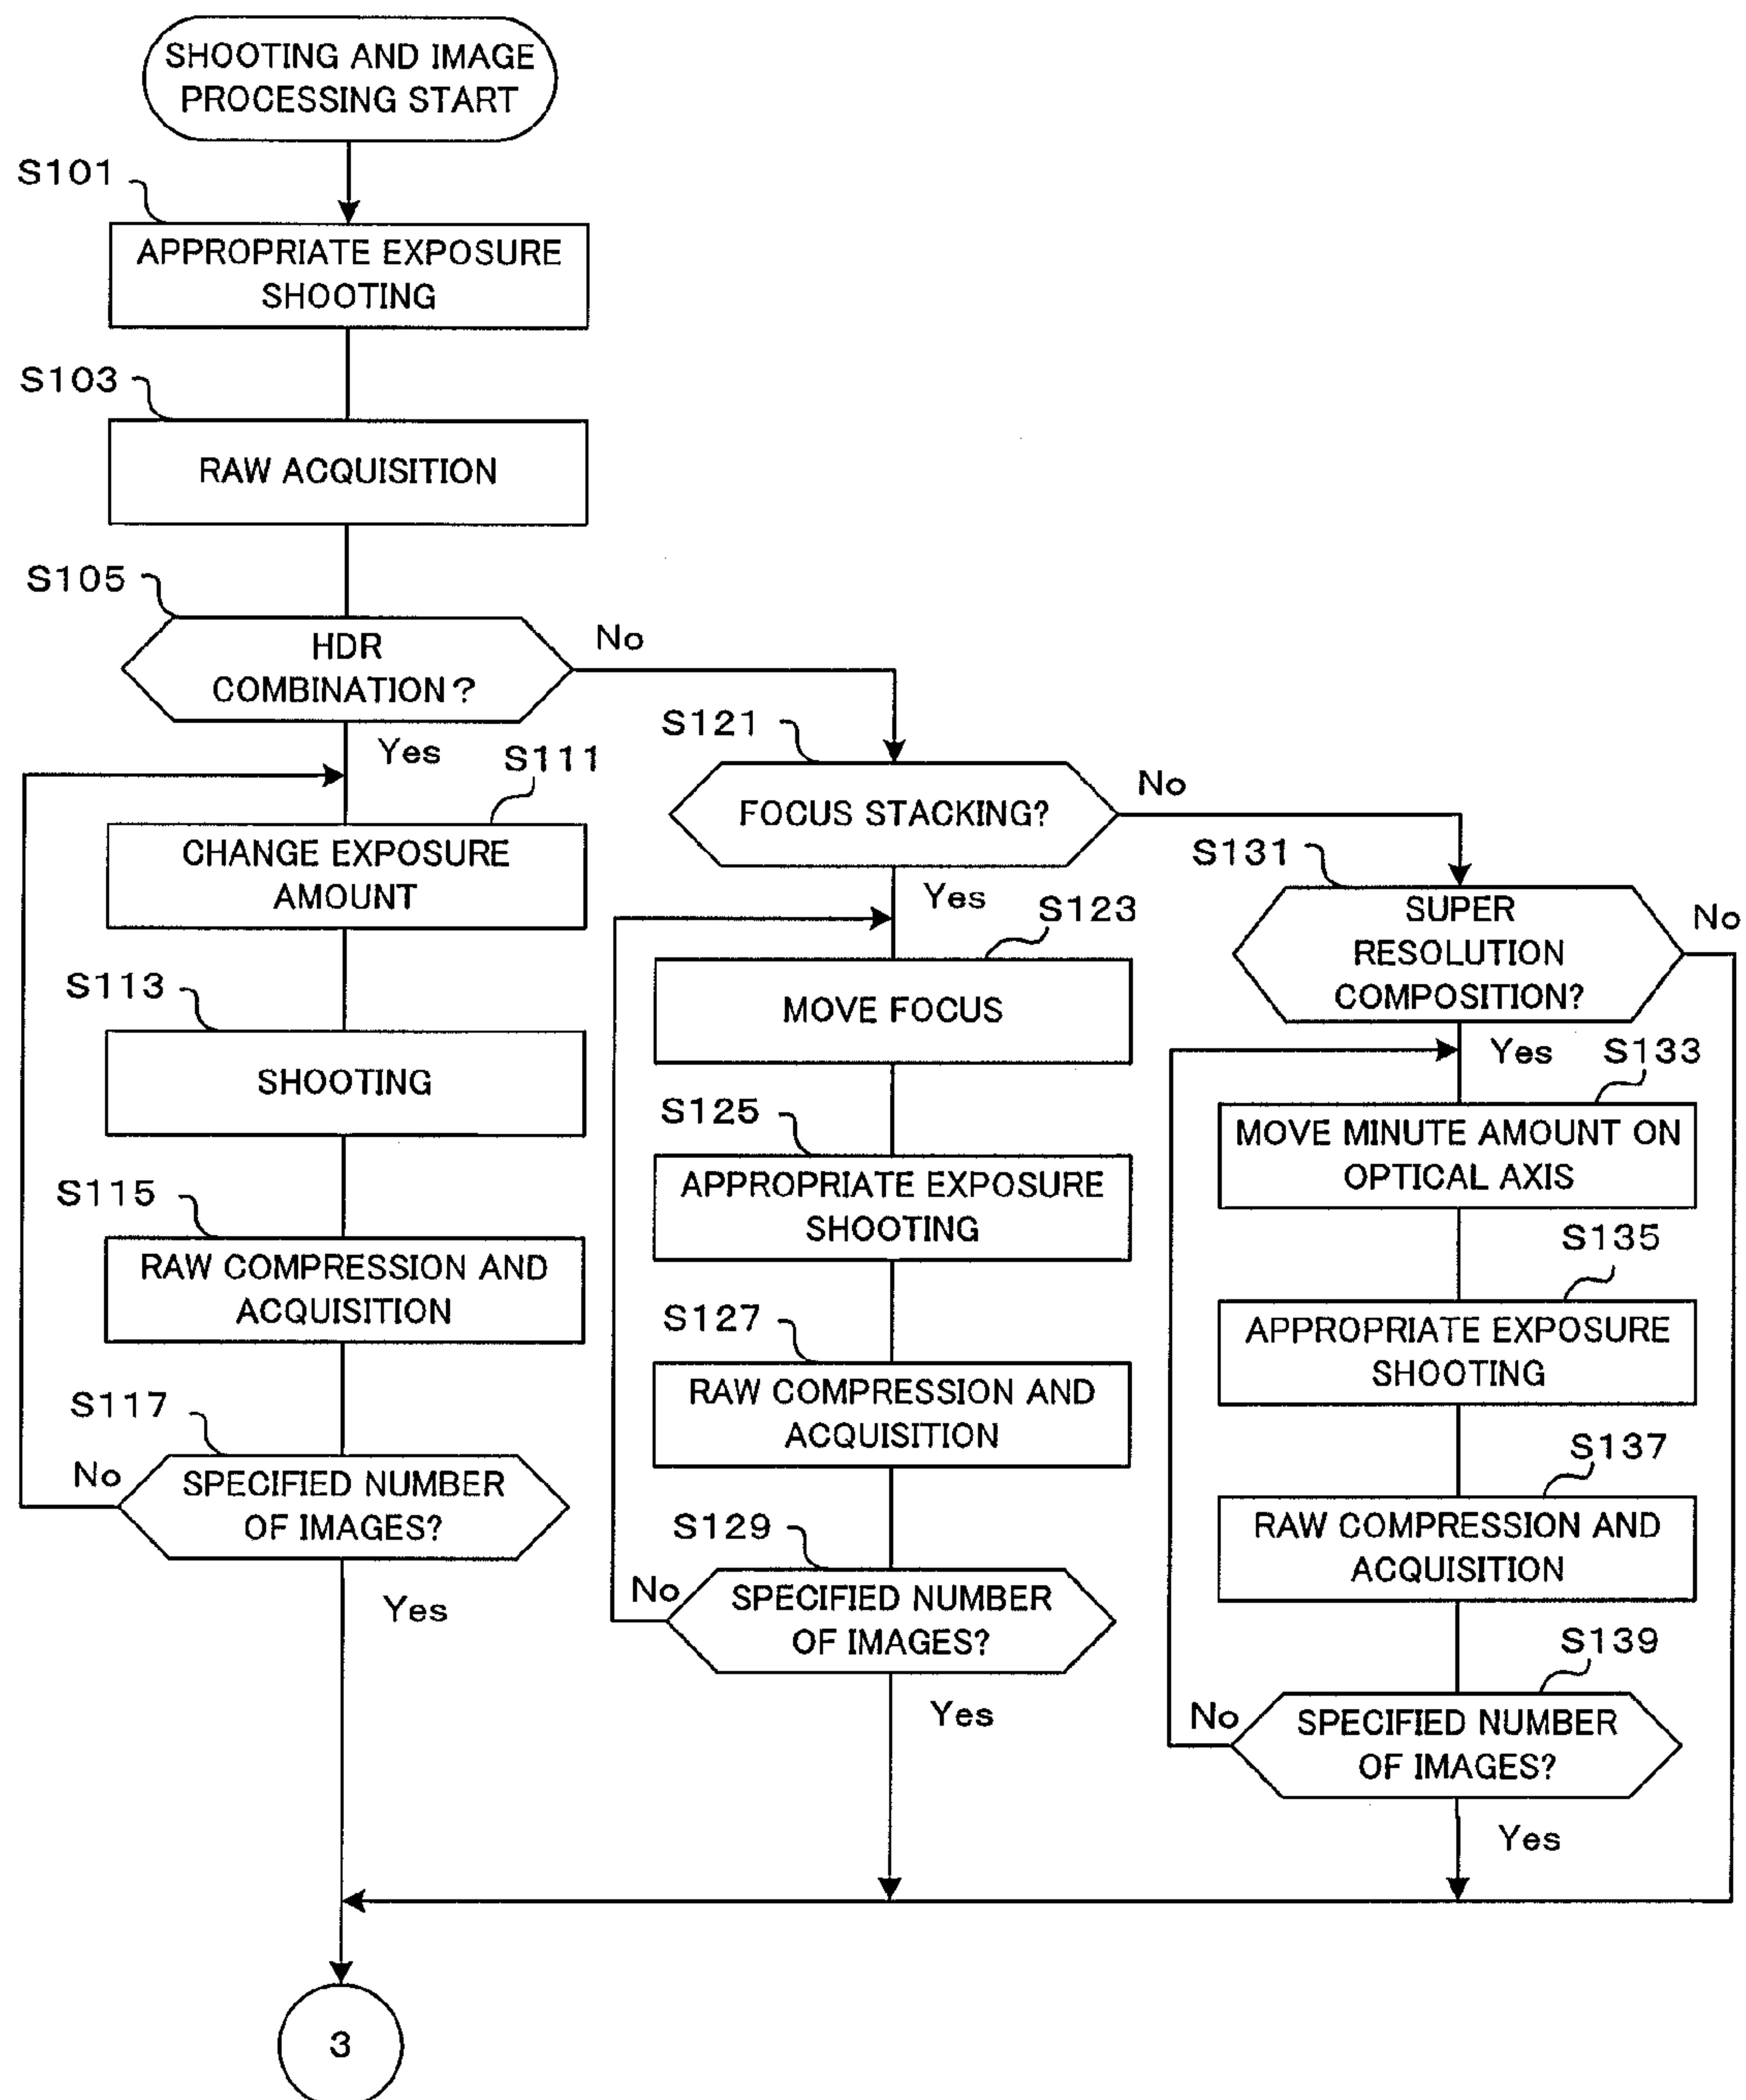 SHOOTING AND IMAGE
PROCESSING START
S101
APPROPRIATE EXPOSURE
SHOOTING
S103
RAW ACQUISITION
S105
HDR
COMBINATION?
No
Yes
S111
CHANGE EXPOSURE
AMOUNT
S113
SHOOTING
S115
RAW COMPRESSION AND
ACQUISITION
S117
No
SPECIFIED NUMBER
OF IMAGES?
Yes
S121
FOCUS STACKING?
No
Yes
S123
MOVE FOCUS
S125
APPROPRIATE EXPOSURE
SHOOTING
S127
RAW COMPRESSION AND
ACQUISITION
S129
No
SPECIFIED NUMBER
OF IMAGES?
Yes
S131
SUPER
RESOLUTION
COMPOSITION?
No
Yes
S133
MOVE MINUTE AMOUNT ON
OPTICAL AXIS
S135
APPROPRIATE EXPOSURE
SHOOTING
S137
RAW COMPRESSION AND
ACQUISITION
S139
No
SPECIFIED NUMBER
OF IMAGES?
Yes
3